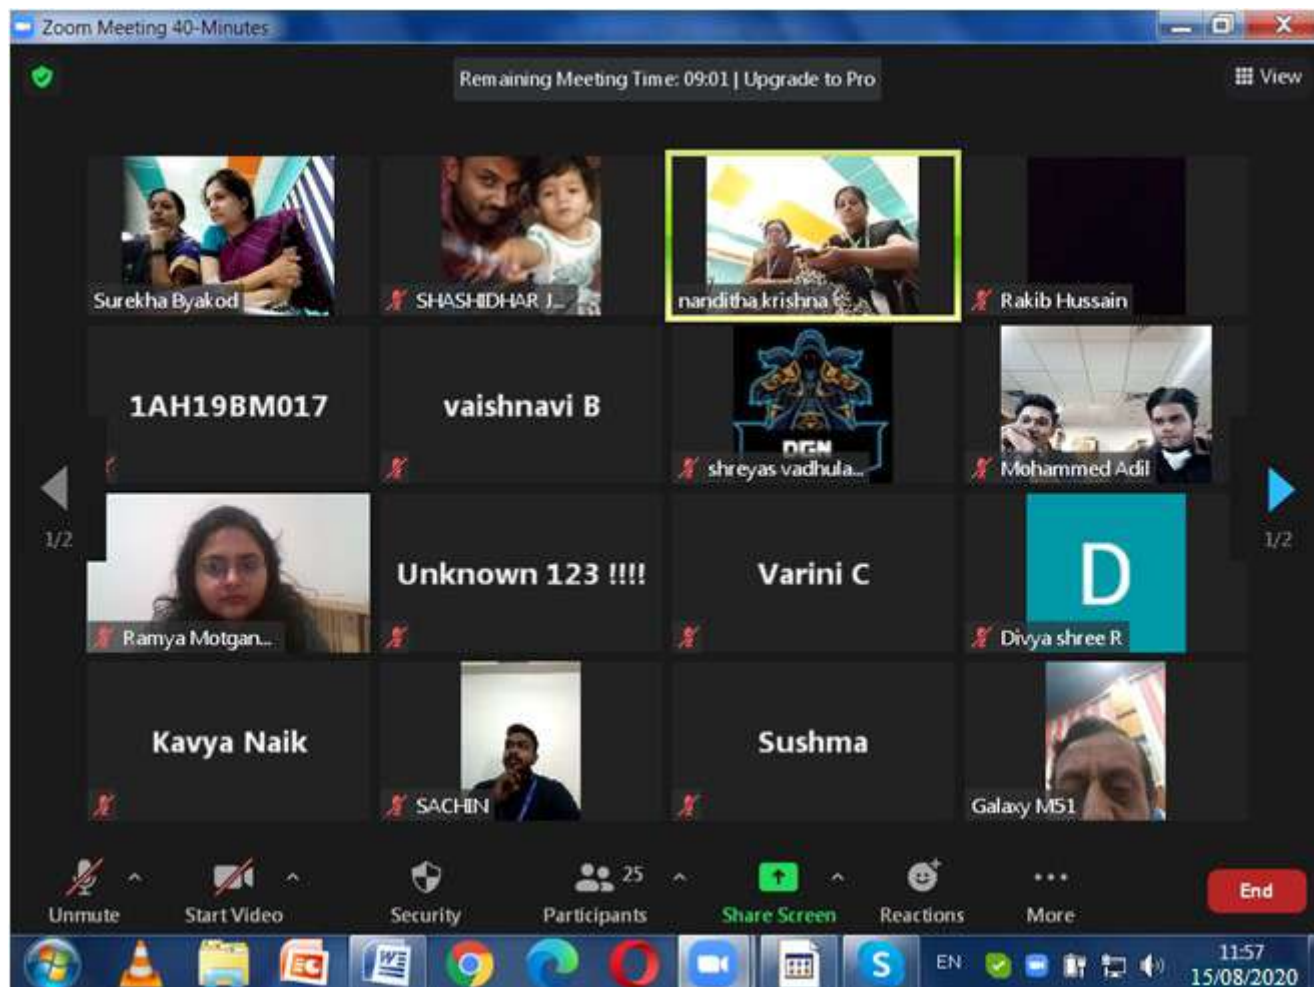 Zoom Meeting 40-Minutes
Remaining Meeting Time: 09:01 | Upgrade to Pro
View
Surekha Byakod
SHASHIDHAR J...
nanditha krishna
Rakib Hussain
1AH19BM017
vaishnavi B
DGN
shreyas vadhula...
Mohammed Adil
1/2
1/2
Ramya Motgan...
Unknown 123 !!!!
Varini C
D
Divya shree R
Kavya Naik
SACHIN
Sushma
Galaxy M51
25
Unmute
Start Video
Security
Participants
Share Screen
Reactions
More
End
EN
11:57
15/08/2020